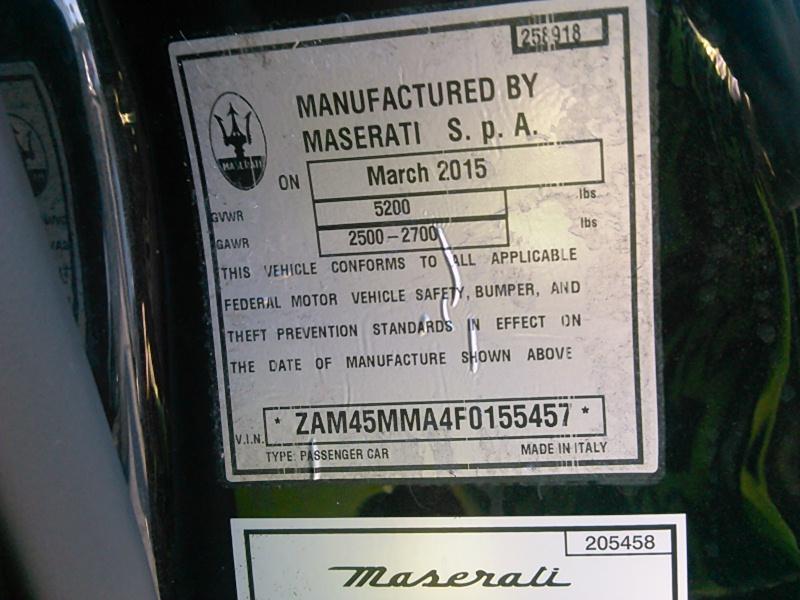 258918
MASERATI
MANUFACTURED BY
MASERATI S. p. A.
ON March 2015
GVWR 5200 lbs
GAWR 2500-2700 lbs
THIS VEHICLE CONFORMS TO ALL APPLICABLE
FEDERAL MOTOR VEHICLE SAFETY, BUMPER, AND
THEFT PREVENTION STANDARDS IN EFFECT ON
THE DATE OF MANUFACTURE SHOWN ABOVE
V.I.N. * ZAM45MMA4F0155457 *
TYPE: PASSENGER CAR MADE IN ITALY
205458
Maserati